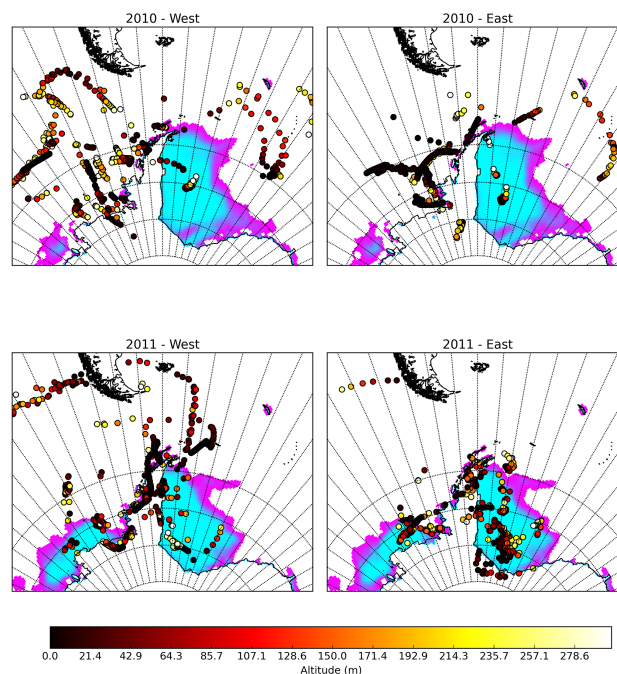 2010 - West
2010 - East
2011 - West
2011 - East
0.0 21.4 42.9 64.3 85.7 107.1 128.6 150.0 171.4 192.9 214.3 235.7 257.1 278.6
Altitude (m)